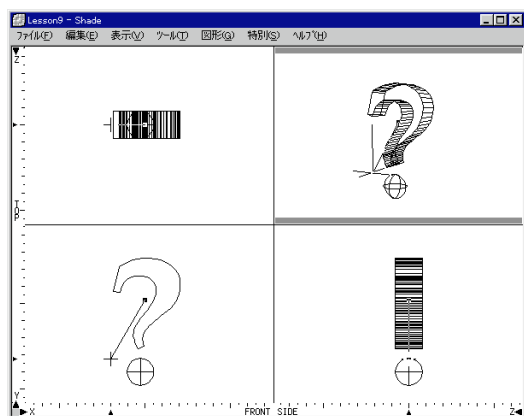 Lesson9 - Shade
ファイル(F) 編集(E) 表示(V) ツール(T) 図形(G) 特別(S) ヘルプ(H)
Z
TOP
Y
X FRONT SIDE Z